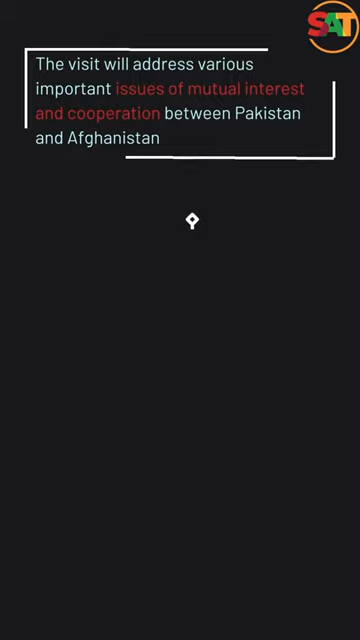 SAT
The visit will address various
important issues of mutual interest
and cooperation between Pakistan
and Afghanistan